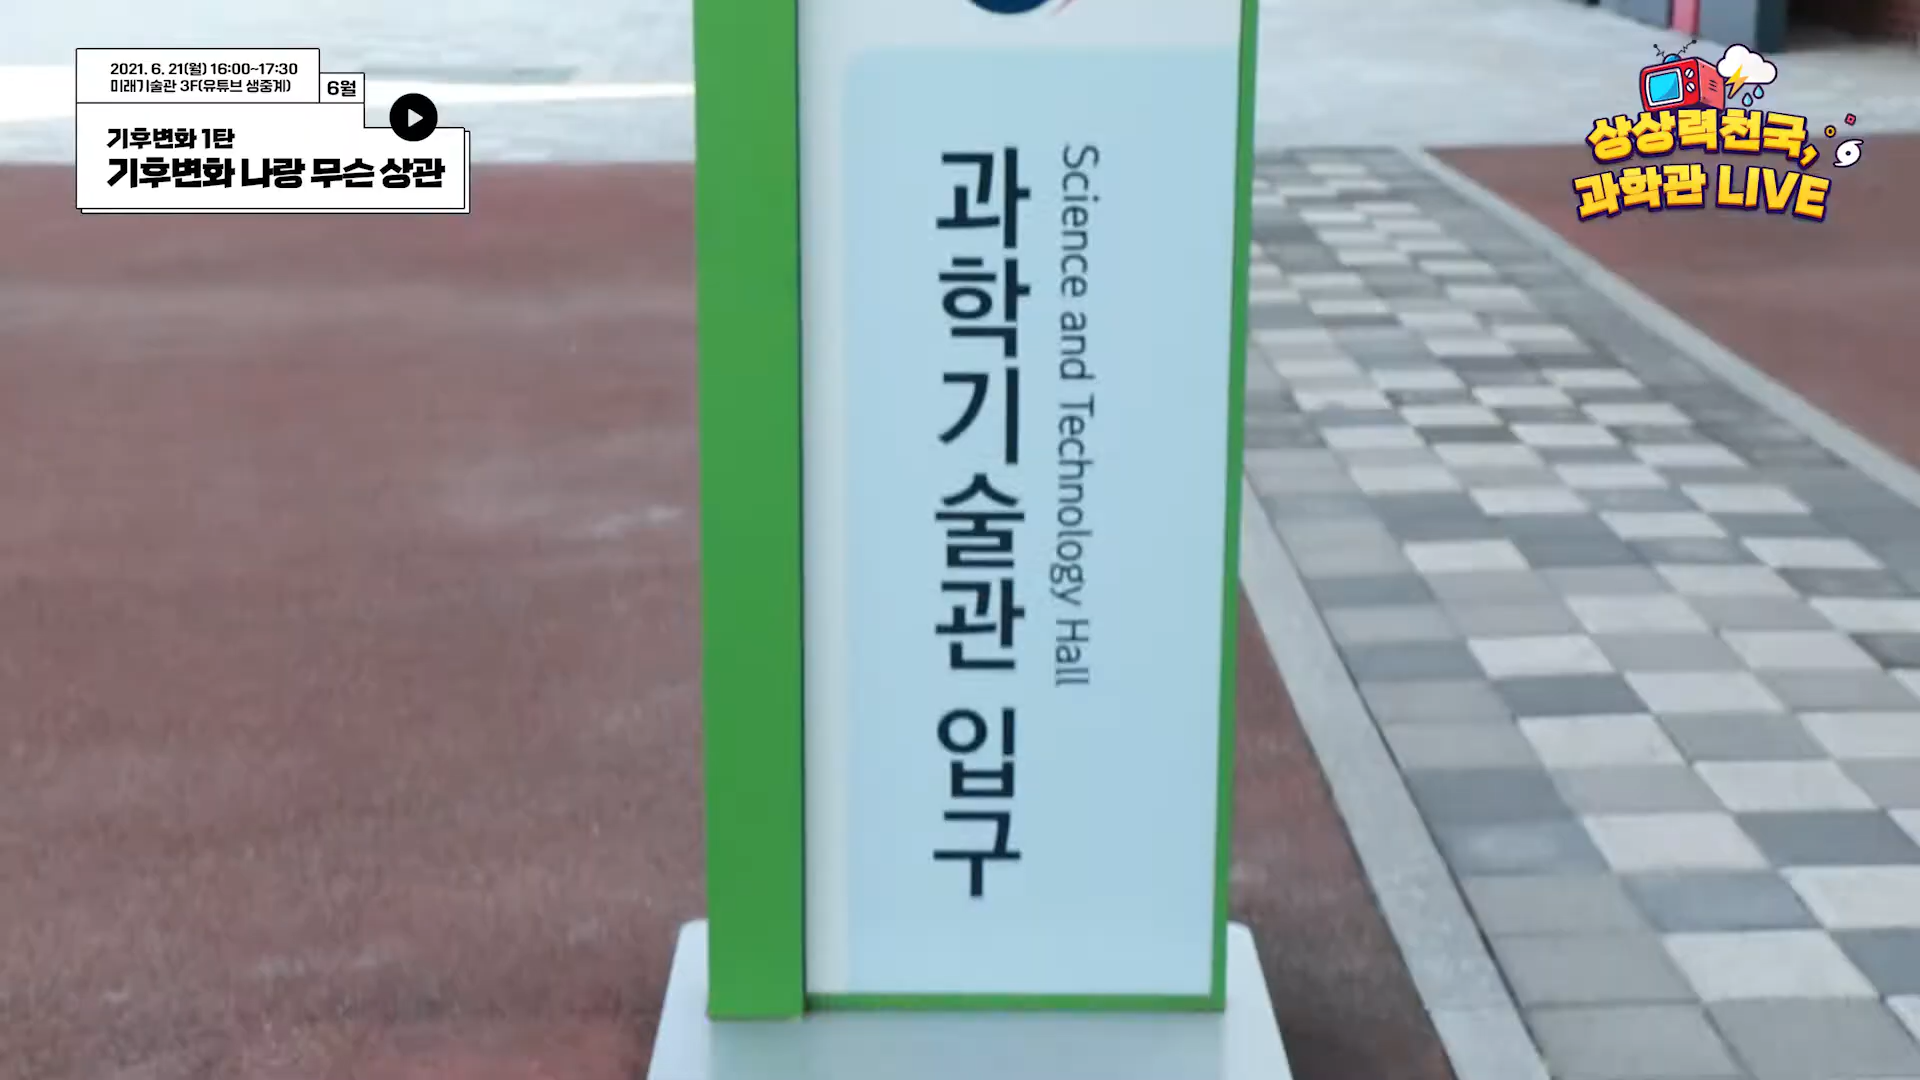 2021. 6. 21(월) 16:00~17:30
미래기술관 3F(유튜브 생중계)
6월
기후변화 1탄
기후변화 나랑 무슨 상관
상상력천국,
과학관 LIVE
과학기술관 입구
Science and Technology Hall